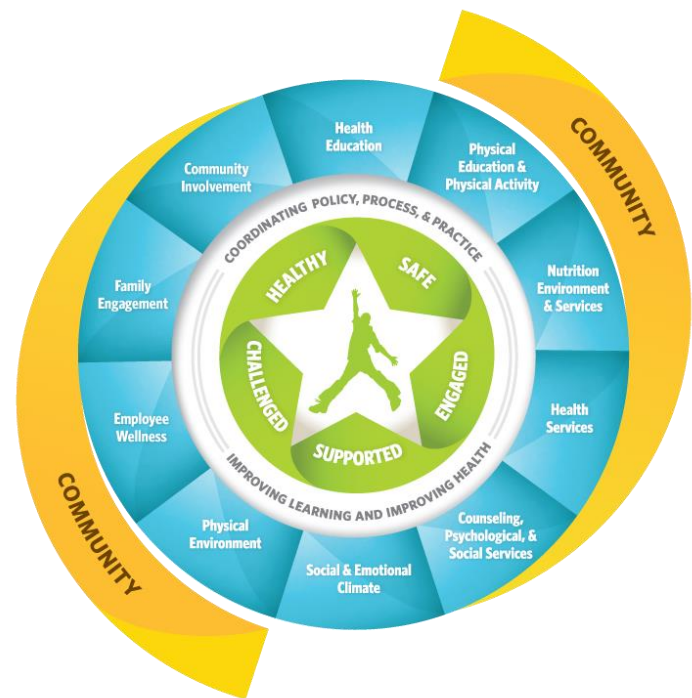 COMMUNITY
Health
Education
Physical
Education &
Physical Activity
Nutrition
Environment
& Services
Health
Services
Counseling,
Psychological, &
Social Services
Social & Emotional
Climate
Physical
Environment
Employee
Wellness
Family
Engagement
Community
Involvement
COORDINATING POLICY, PROCESS, & PRACTICE
IMPROVING LEARNING AND IMPROVING HEALTH
HEALTHY
SAFE
ENGAGED
SUPPORTED
CHALLENGED
COMMUNITY